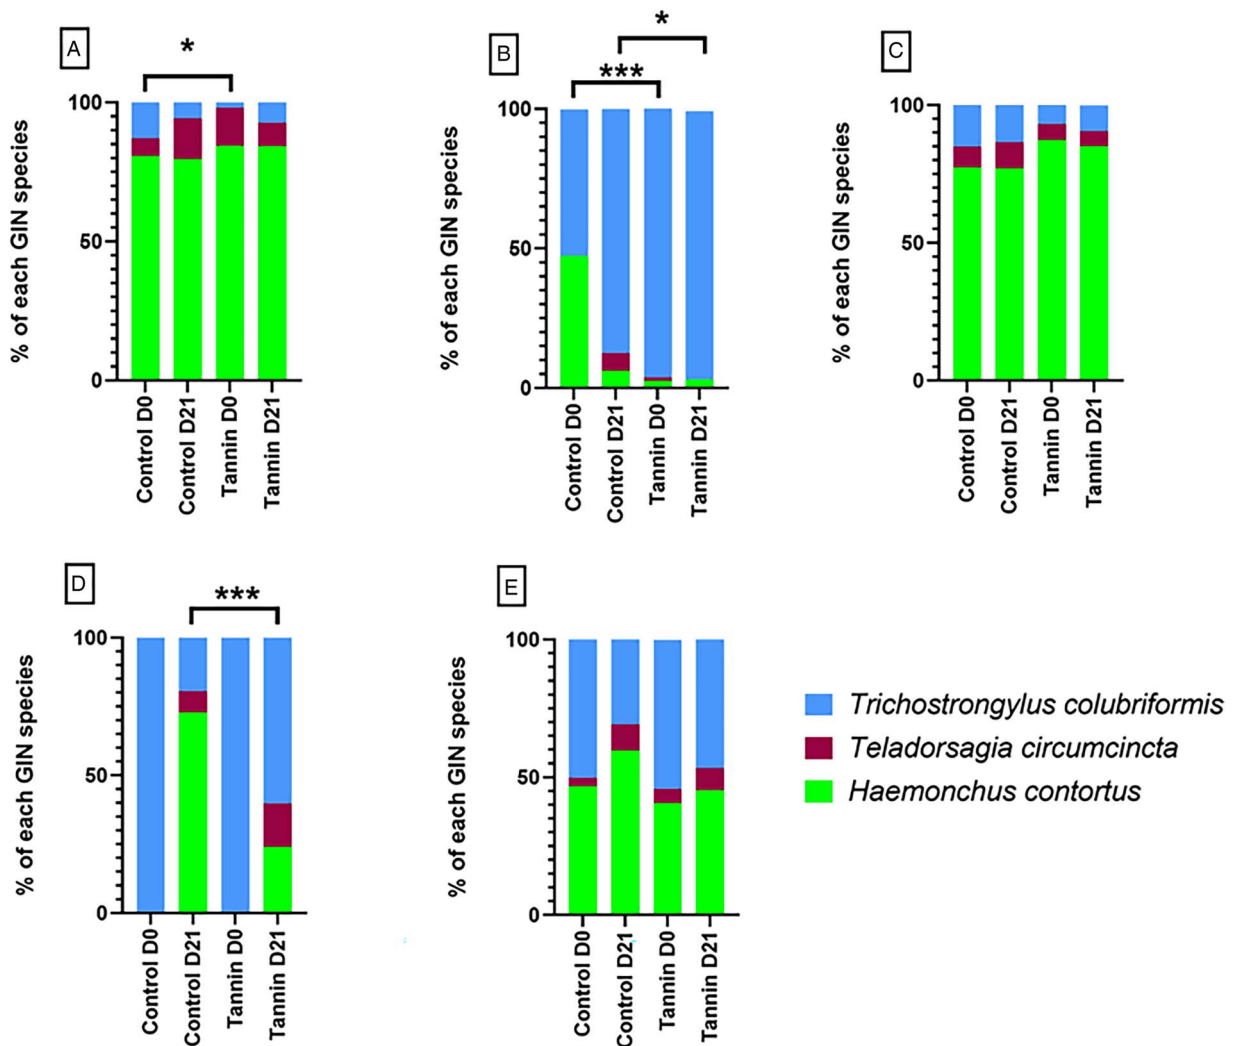 A
*
% of each GIN species
100
50
0
Control D0
Control D21
Tannin D0
Tannin D21
B
*
***
% of each GIN species
100
50
0
Control D0
Control D21
Tannin D0
Tannin D21
C
% of each GIN species
100
50
0
Control D0
Control D21
Tannin D0
Tannin D21
D
***
% of each GIN species
100
50
0
Control D0
Control D21
Tannin D0
Tannin D21
E
% of each GIN species
100
50
0
Control D0
Control D21
Tannin D0
Tannin D21
Trichostrongylus colubriformis
Teladorsagia circumcincta
Haemonchus contortus